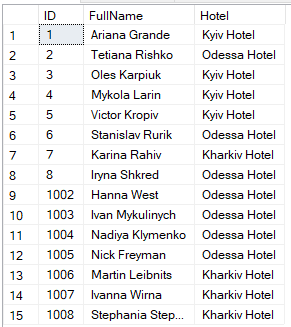 ID FullName Hotel
1 1 Ariana Grande Kyiv Hotel
2 2 Tetiana Rishko Odessa Hotel
3 3 Oles Karpiuk Kyiv Hotel
4 4 Mykola Larin Kyiv Hotel
5 5 Victor Kropiv Kyiv Hotel
6 6 Stanislav Rurik Odessa Hotel
7 7 Karina Rahiv Kharkiv Hotel
8 8 Iryna Shkred Odessa Hotel
9 1002 Hanna West Odessa Hotel
10 1003 Ivan Mykulinych Odessa Hotel
11 1004 Nadiya Klymenko Odessa Hotel
12 1005 Nick Freyman Odessa Hotel
13 1006 Martin Leibnits Kharkiv Hotel
14 1007 Ivanna Wirna Kharkiv Hotel
15 1008 Stephania Step... Kharkiv Hotel